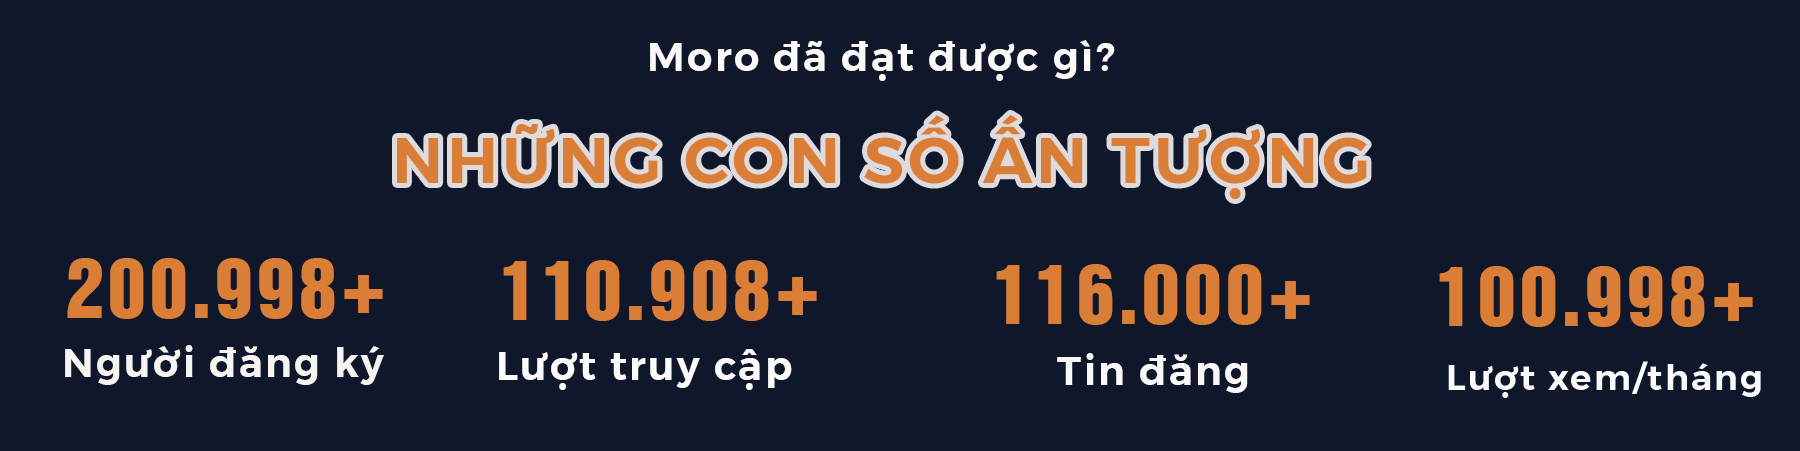 Moro đã đạt được gì?
NHỮNG CON SỐ ẤN TƯỢNG
200.998+ 110.908+ 116.000+ 100.998+
Người đăng ký Lượt truy cập Tin đăng Lượt xem/tháng